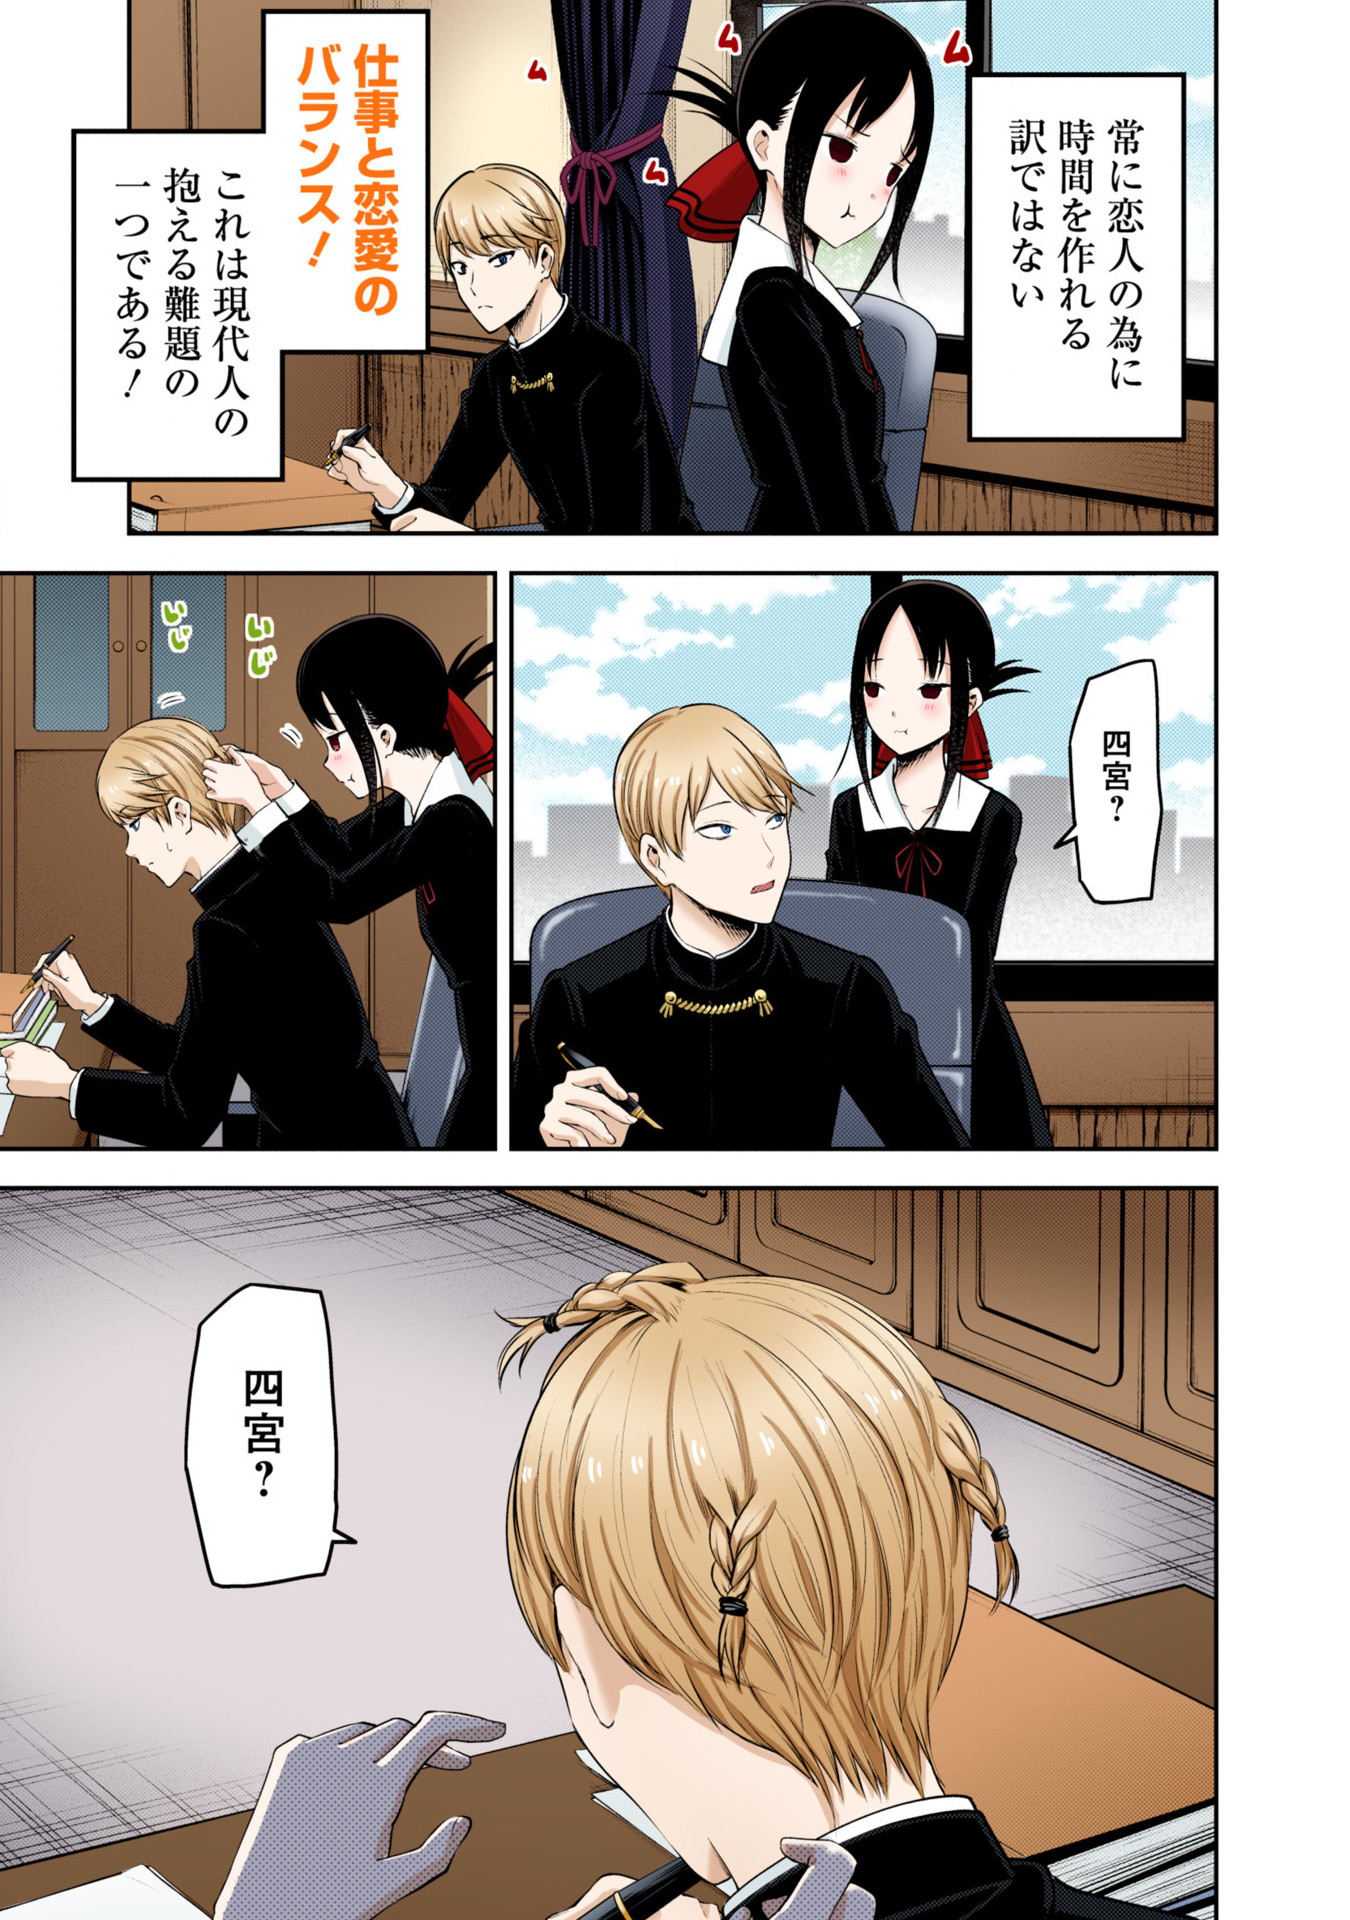 常に恋人の為に
時間を作れる
訳ではない
ム
ム
ム
ム
仕事と恋愛の
バランス！
これは現代人の
抱える難題の
一つである！
四宮？
いじ
いじ
四宮？